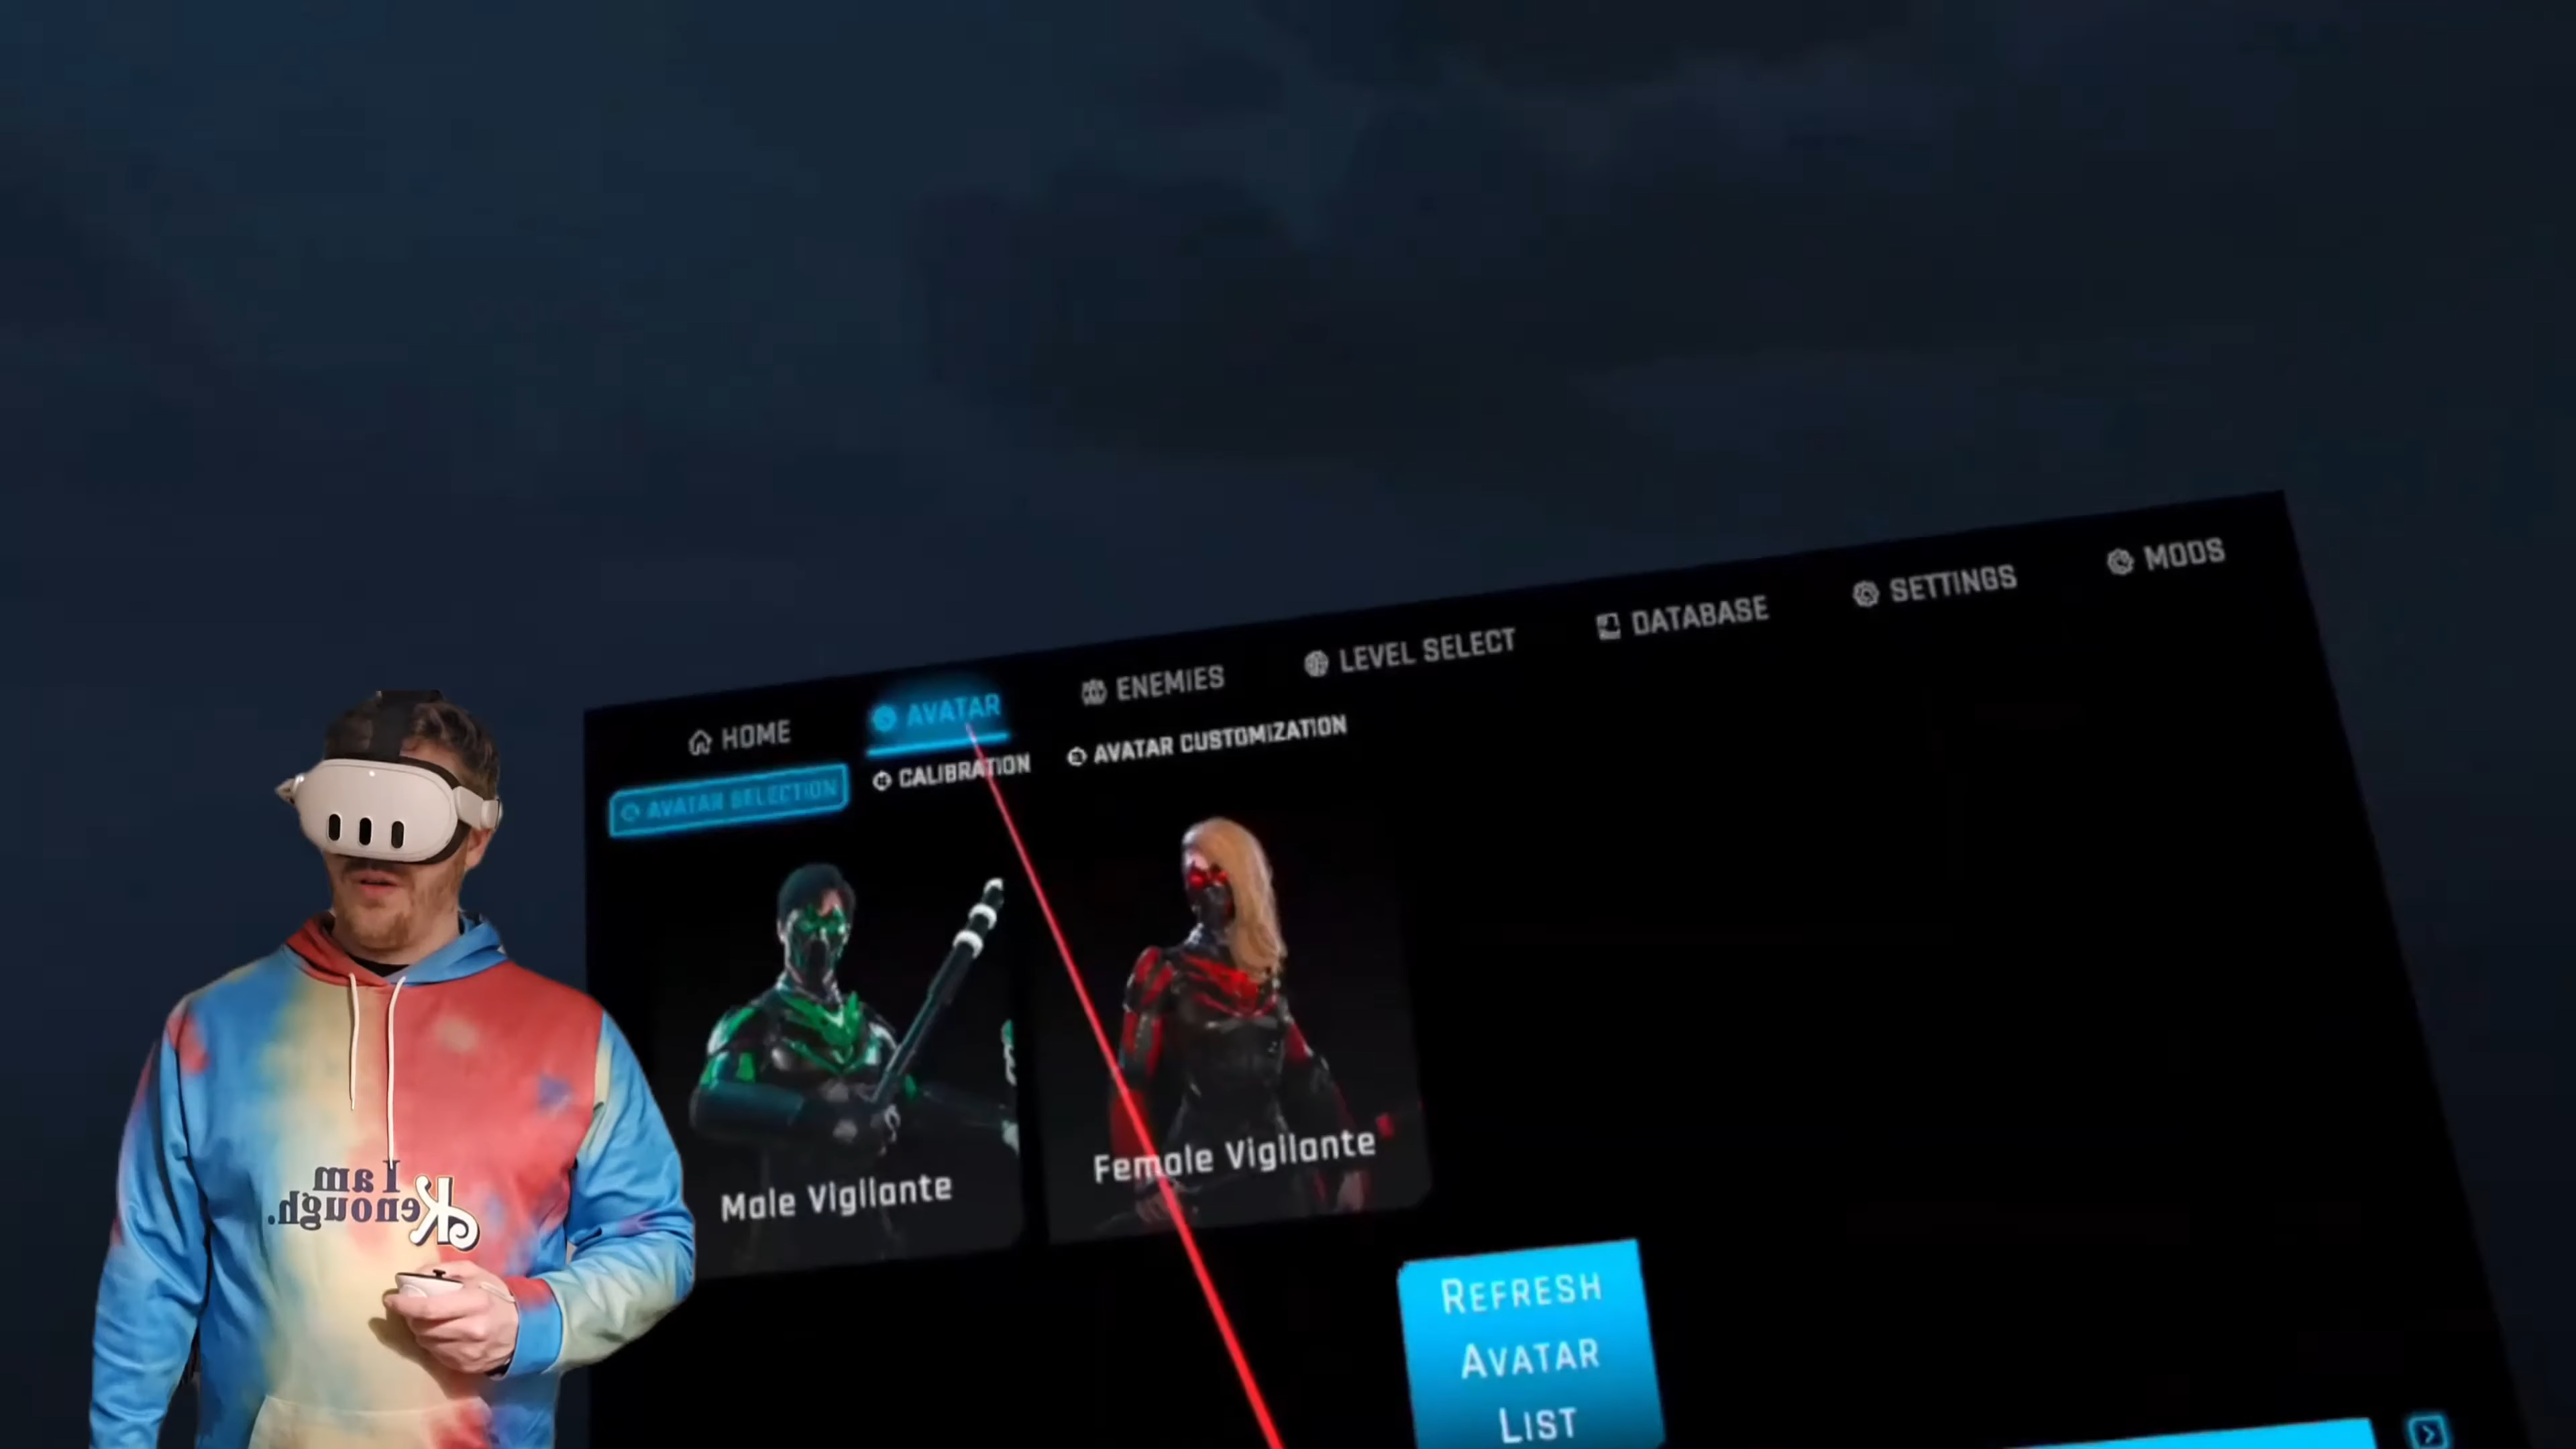 HOME
AVATAR
ENEMIES
LEVEL SELECT
DATABASE
SETTINGS
MODS
AVATAR SELECTION
CALIBRATION
AVATAR CUSTOMIZATION
Male Vigilante
Female Vigilante
I am
Kenough.
REFRESH
AVATAR
LIST